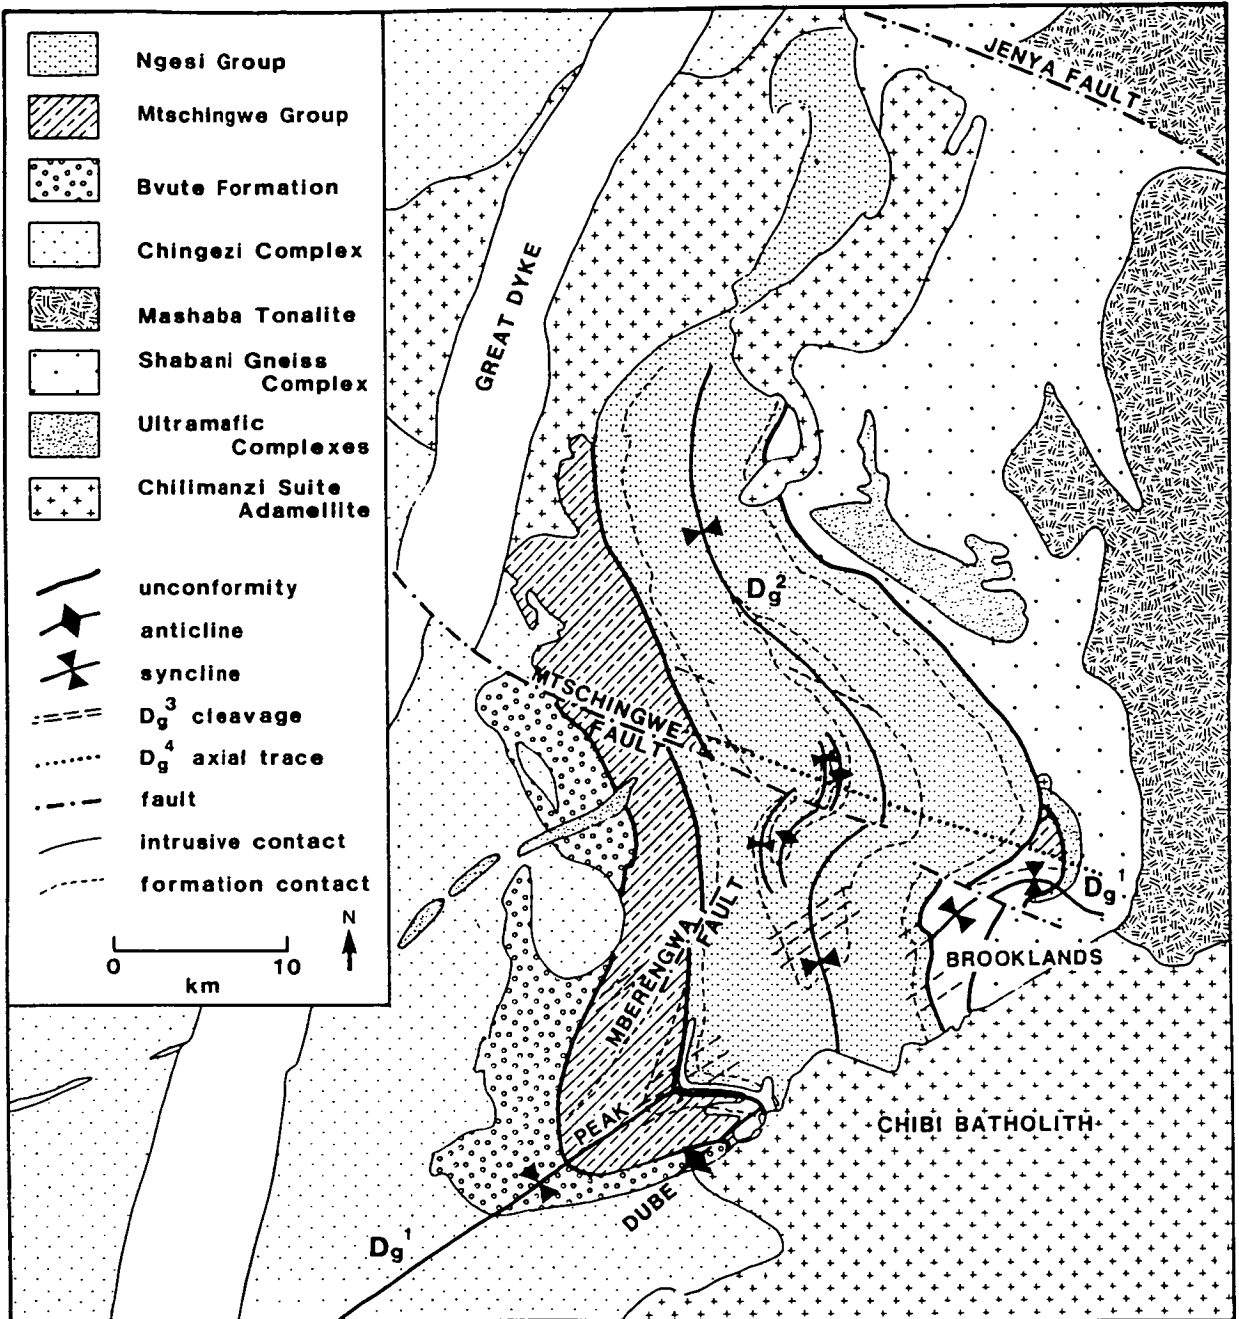 Ngesi Group
Mtschingwe Group
Bvute Formation
Chingezi Complex
Mashaba Tonalite
Shabani Gneiss
Complex
Ultramafic
Complexes
Chilimanzi Suite
Adamellite
unconformity
anticline
syncline
Dg3 cleavage
Dg4 axial trace
fault
intrusive contact
formation contact
N
0 10
km
JENYA FAULT
GREAT DYKE
Dg2
MTSCHINGWE
FAULT
MBERENGWA
FAULT
Dg1
BROOKLANDS
PEAK
CHIBI BATHOLITH
DUBE
Dg1